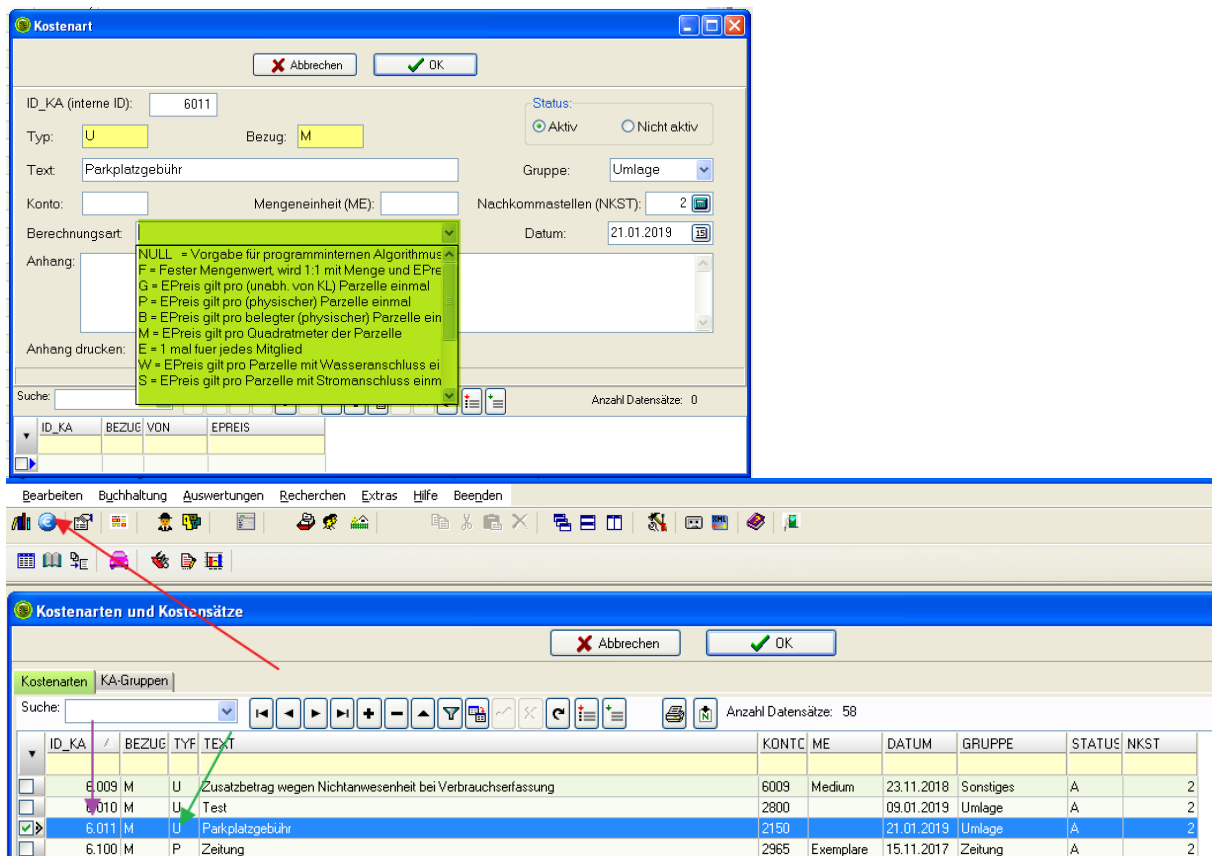 Kostenart
Abbrechen OK
ID_KA (interne ID): 6011 Status:
Aktiv Nicht aktiv
Typ: U Bezug: M
Text: Parkplatzgebühr Gruppe: Umlage
Konto: Mengeneinheit (ME): Nachkommastellen (NKST): 2
Berechnungsart: Datum: 21.01.2019 15
Anhang:
NULL = Vorgabe für programminternen Algorithmus
F = Fester Mengenwert, wird 1:1 mit Menge und EPre
G = EPreis gilt pro (unabh. von KL) Parzelle einmal
P = EPreis gilt pro (physischer) Parzelle einmal
B = EPreis gilt pro belegter (physischer) Parzelle ein
M = EPreis gilt pro Quadratmeter der Parzelle
Anhang drucken: E = 1 mal fuer jedes Mitglied
W = EPreis gilt pro Parzelle mit Wasseranschluss ei
S = EPreis gilt pro Parzelle mit Stromanschluss einm
Suche: Anzahl Datensätze: 0
ID_KA BEZUG VON EPREIS
Bearbeiten Buchhaltung Auswertungen Recherchen Extras Hilfe Beenden
Kostenarten und Kostensätze
Abbrechen OK
Kostenarten KA-Gruppen
Suche: Anzahl Datensätze: 58
ID_KA BEZUG TYP TEXT KONTO ME DATUM GRUPPE STATUS NKST
6.009 M U Zusatzbetrag wegen Nichtanwesenheit bei Verbrauchserfassung 6009 Medium 23.11.2018 Sonstiges A 2
6.010 M U Test 2800 09.01.2019 Umlage A 2
6.011 M U Parkplatzgebühr 2150 21.01.2019 Umlage A 2
6.100 M P Zeitung 2965 Exemplare 15.11.2017 Zeitung A 2